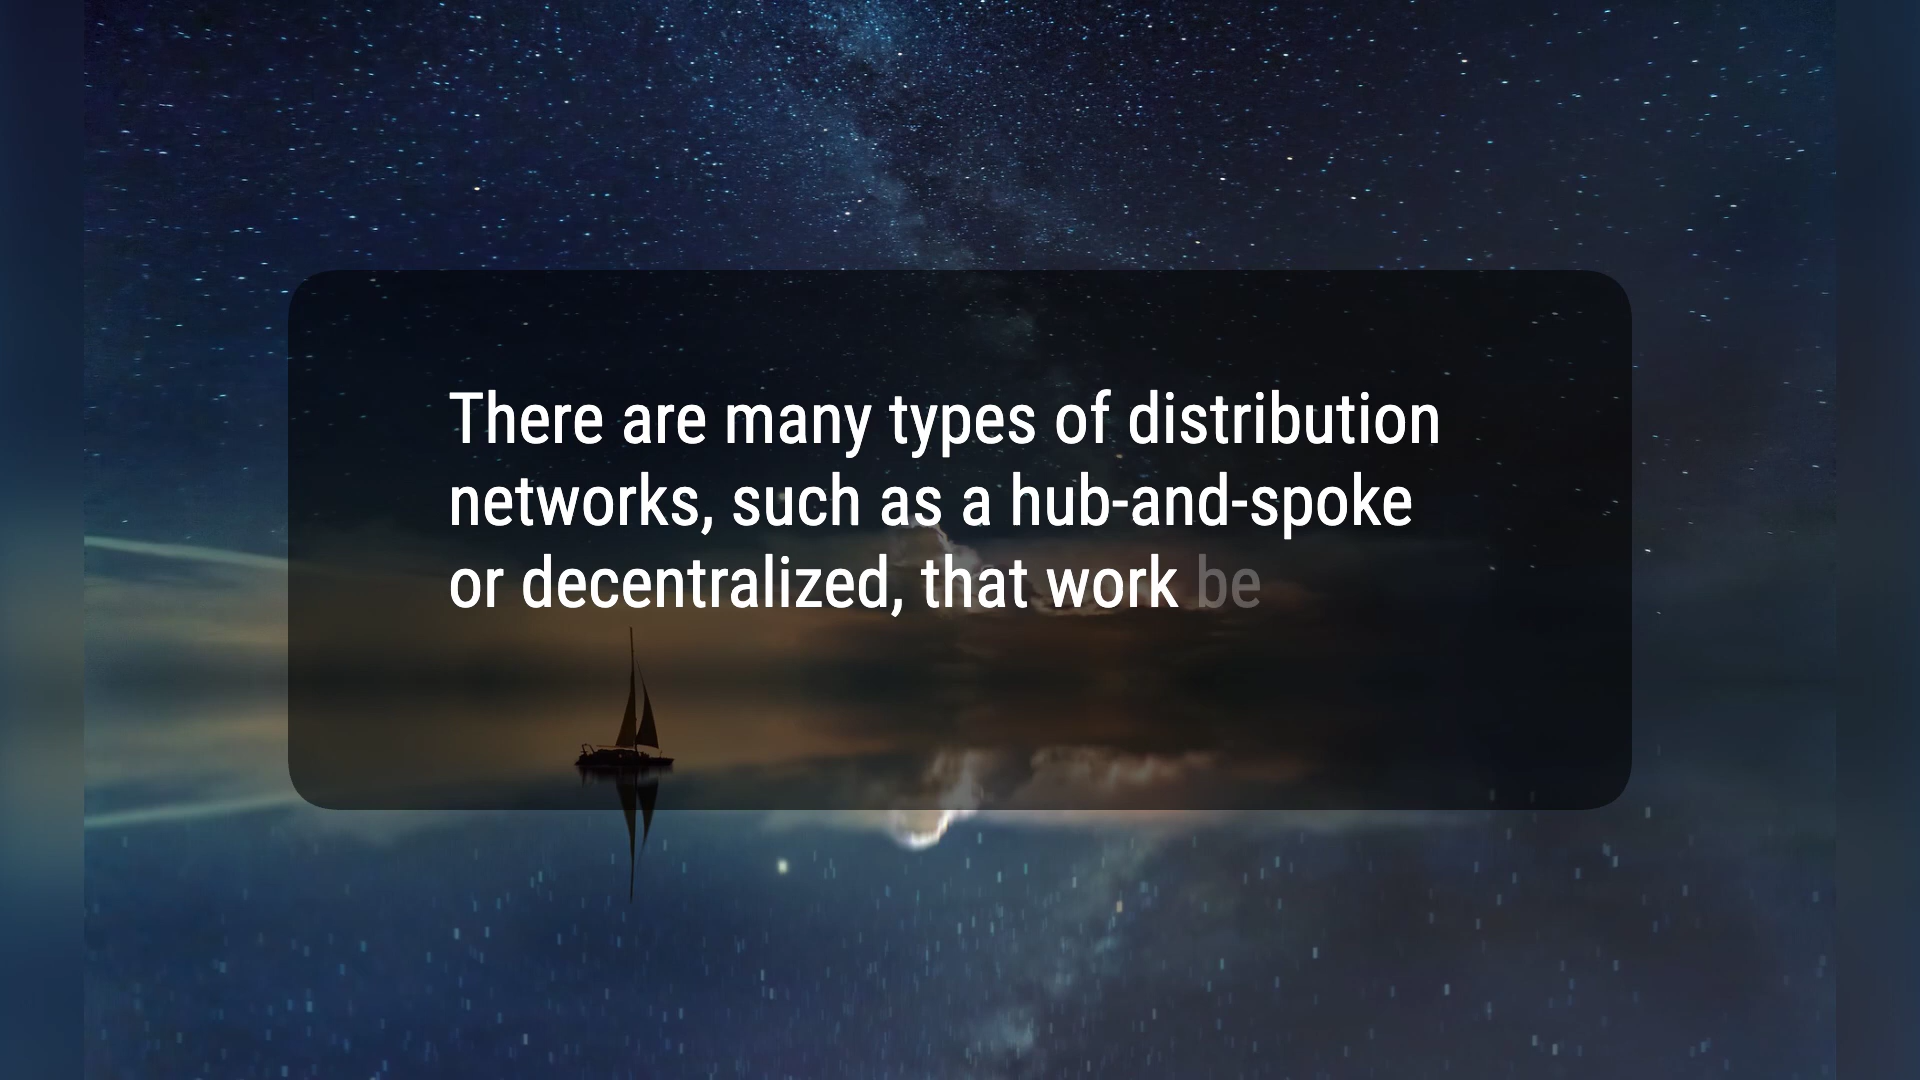 There are many types of distribution
networks, such as a hub-and-spoke
or decentralized, that work be